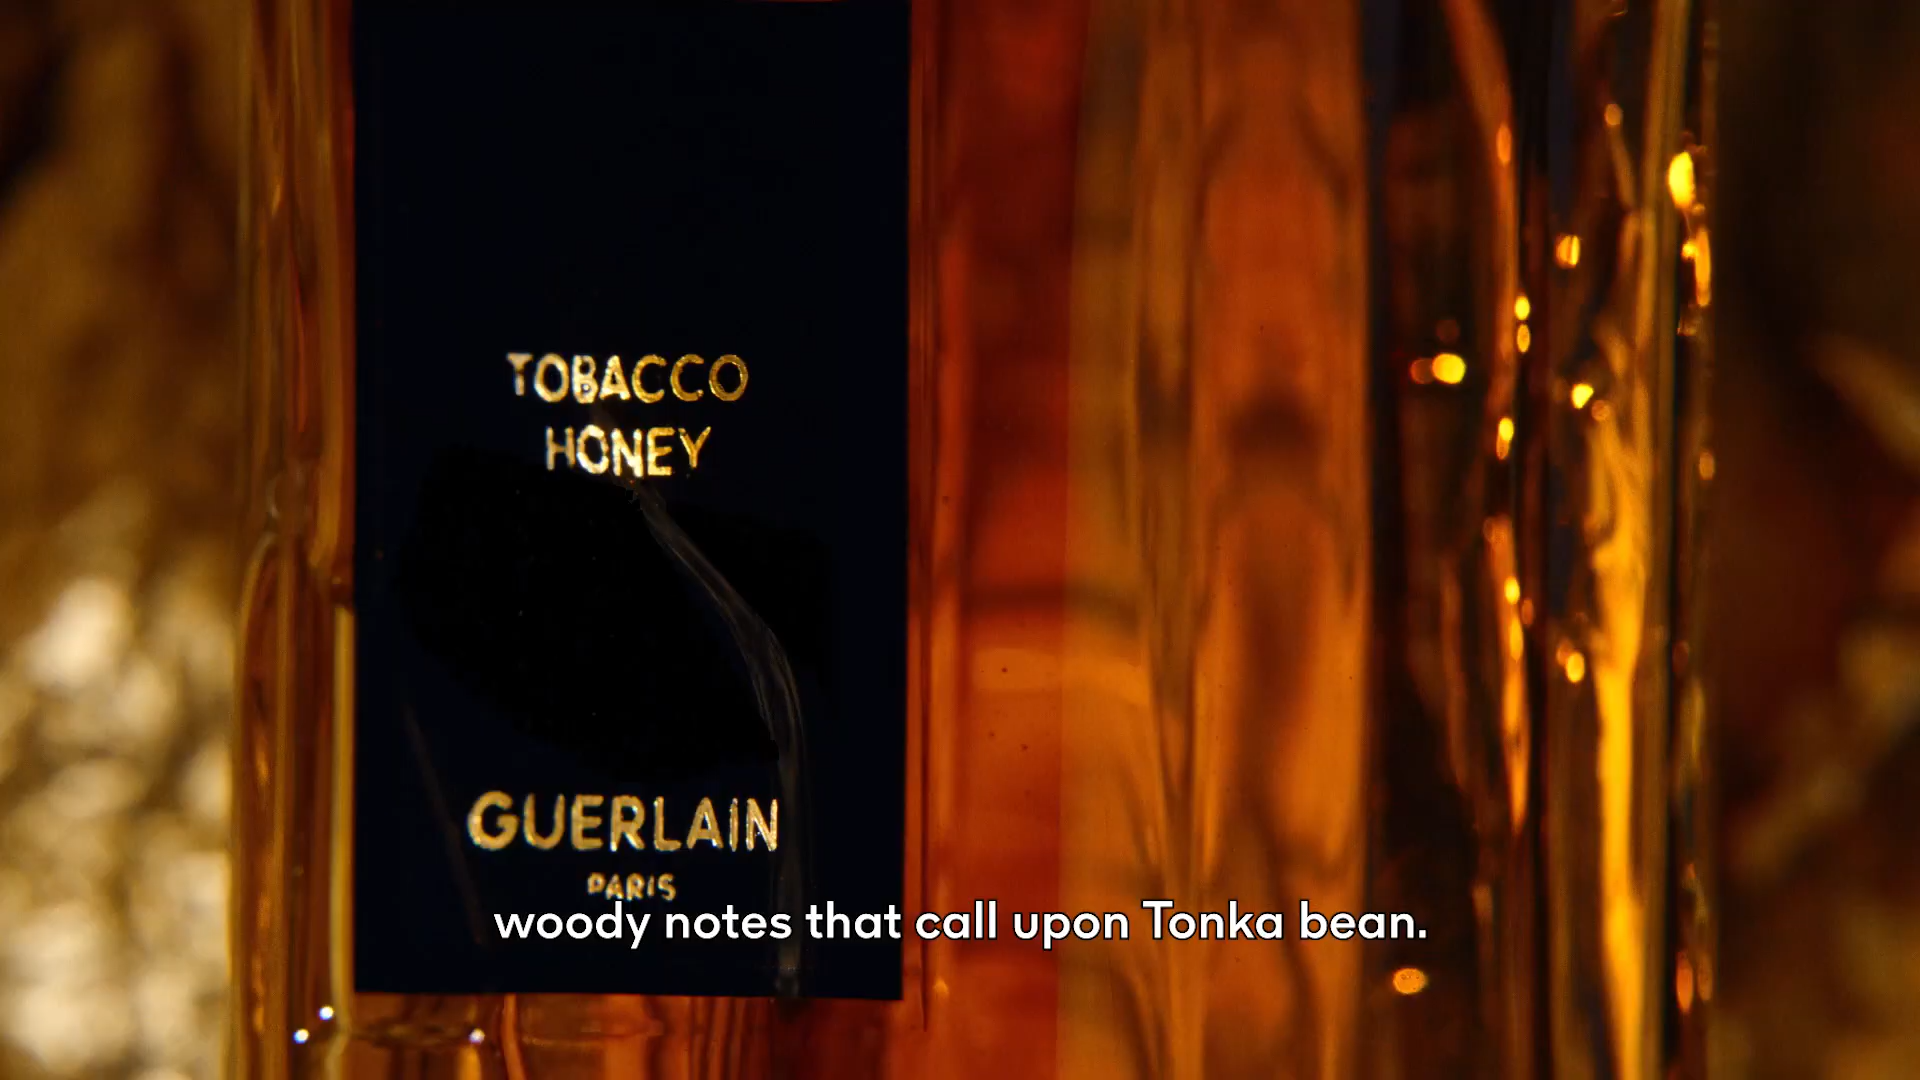 TOBACCO
HONEY
GUERLAIN
PARIS
woody notes that call upon Tonka bean.